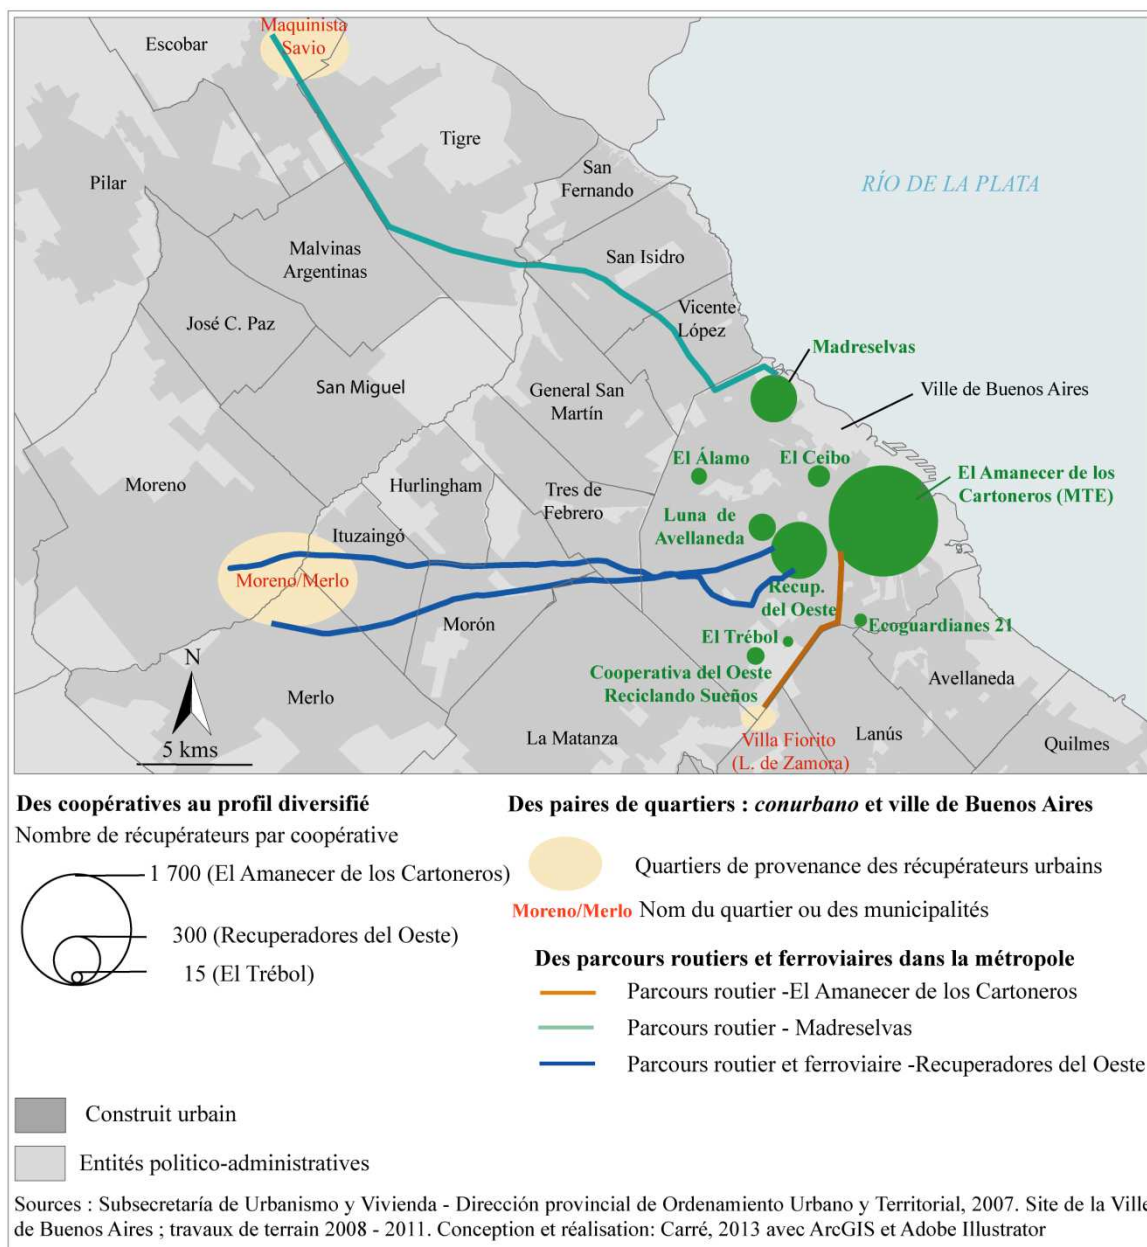 Maquinista
Savio
Escobar
Tigre
San
Fernando
Pilar
RÍO DE LA PLATA
Malvinas
Argentinas
San Isidro
José C. Paz
Vicente
López
Madreselvas
San Miguel
General San
Martín
Ville de Buenos Aires
El Álamo
El Ceibo
El Amanecer de los
Cartoneros (MTE)
Moreno
Hurlingham
Tres de
Febrero
Luna de
Avellaneda
Ituzaingó
Moreno/Merlo
Recup.
del Oeste
Morón
El Trébol
Ecoguardianes 21
Cooperativa del Oeste
Reciclando Sueños
Avellaneda
N
Merlo
5 kms
La Matanza
Villa Fiorito
(L. de Zamora)
Lanús
Quilmes
Des coopératives au profil diversifié
Nombre de récupérateurs par coopérative
1 700 (El Amanecer de los Cartoneros)
300 (Recuperadores del Oeste)
15 (El Trébol)
Des paires de quartiers : conurbano et ville de Buenos Aires
Quartiers de provenance des récupérateurs urbains
Moreno/Merlo Nom du quartier ou des municipalités
Des parcours routiers et ferroviaires dans la métropole
Parcours routier -El Amanecer de los Cartoneros
Parcours routier - Madreselvas
Parcours routier et ferroviaire -Recuperadores del Oeste
Construit urbain
Entités politico-administratives
Sources : Subsecretaría de Urbanismo y Vivienda - Dirección provincial de Ordenamiento Urbano y Territorial, 2007. Site de la Ville
de Buenos Aires ; travaux de terrain 2008 - 2011. Conception et réalisation: Carré, 2013 avec ArcGIS et Adobe Illustrator